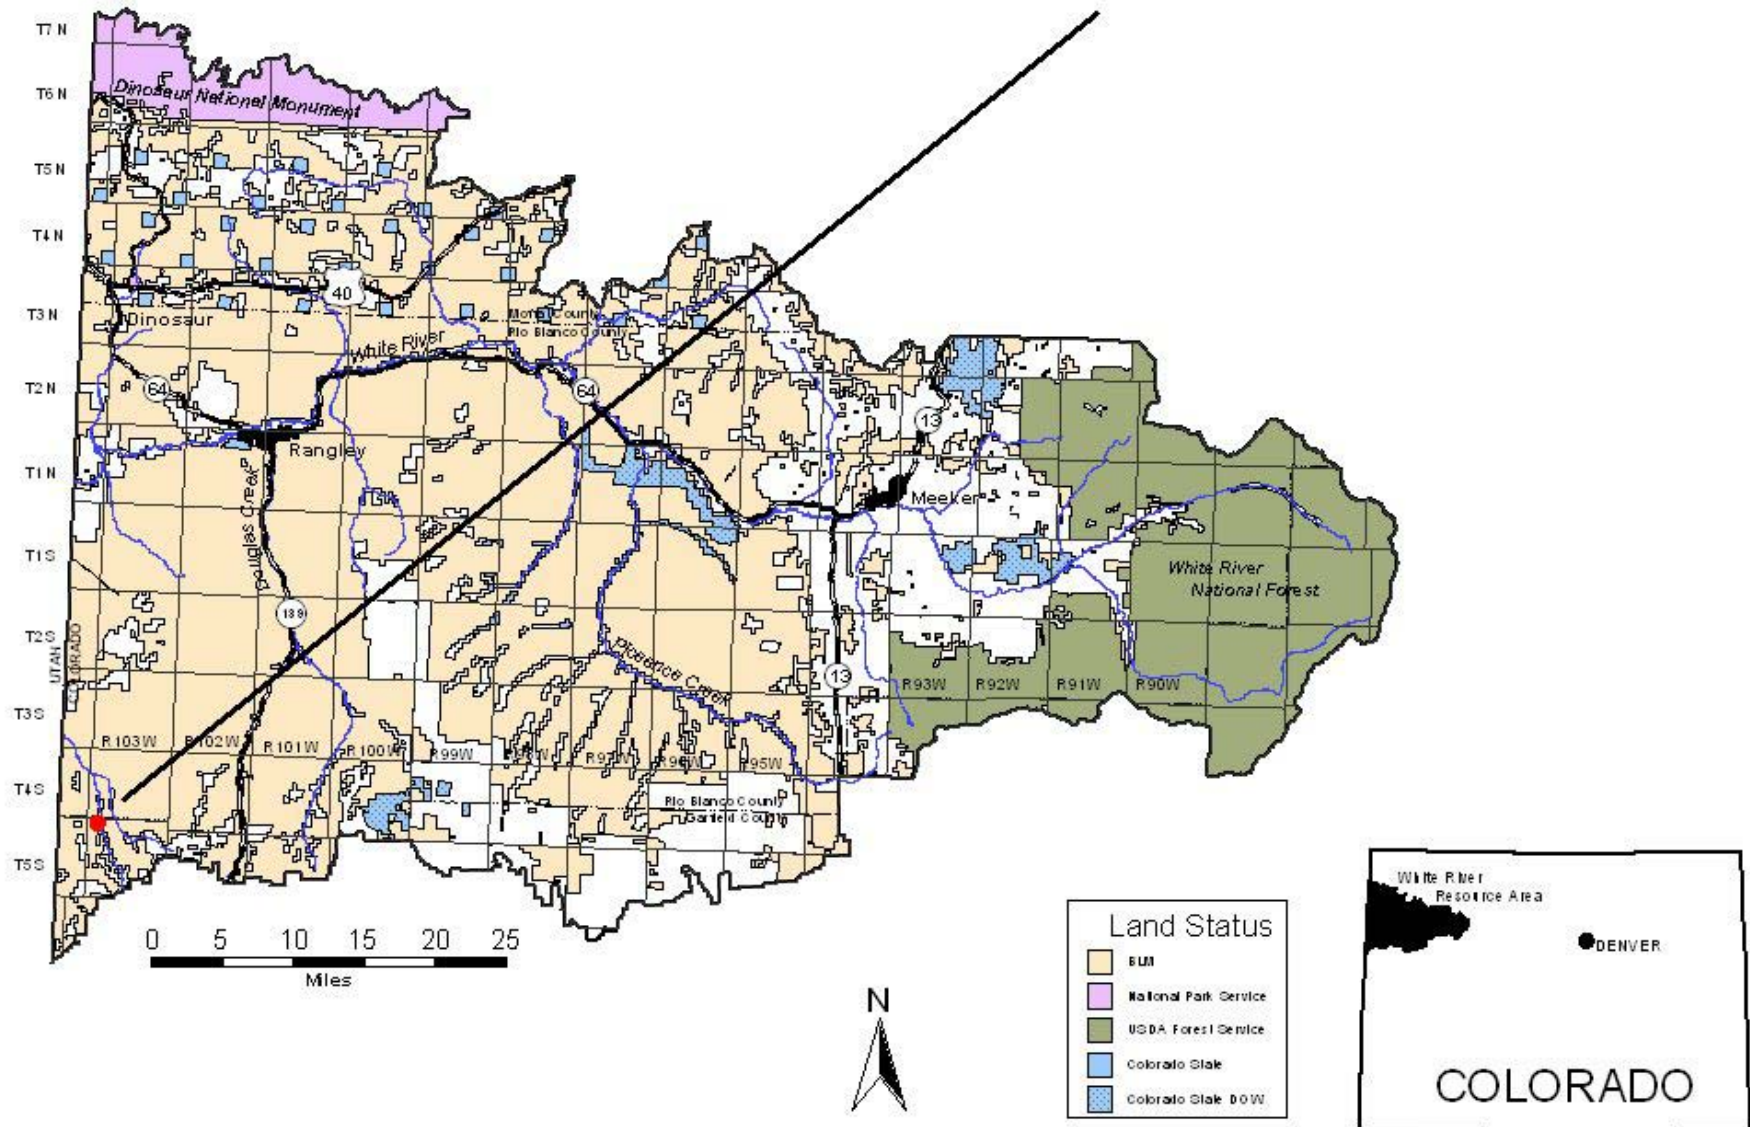 T7 N
T6 N
Dinosaur National Monument
T5 N
T4 N
40
T3 N
Dinosaur
Moffat County
Rio Blanco County
White River
64
64
T2 N
13
Rangley
T1 N
Douglas Creek
Meeker
T1S
White River
National Forest
139
T2S
UTAH
COLORADO
Piceance Creek
13
R93W
R92W
R91W
R90W
T3S
R103W
R102W
R101W
R100W
R99W
R98W
R97W
R96W
R95W
T4S
Rio Blanco County
Garfield County
T5S
0 5 10 15 20 25
Miles
Land Status
BLM
National Park Service
USDA Forest Service
Colorado State
Colorado State DOW
N
White River
Resource Area
DENVER
COLORADO